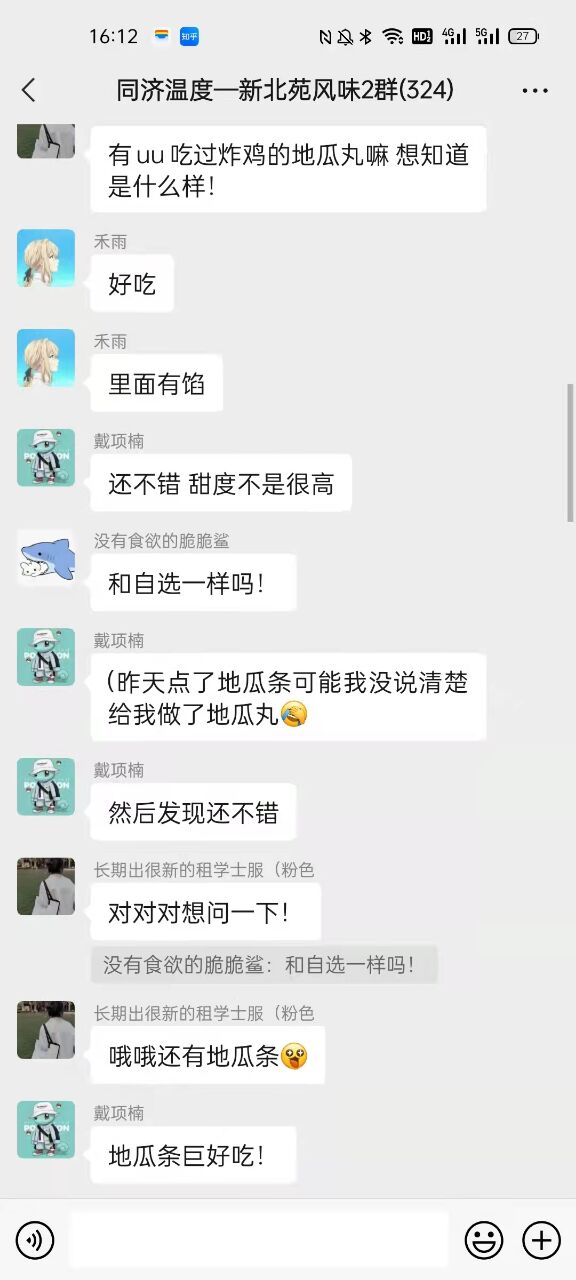 16:12 知乎 HD 4G 5G 27
同济温度—新北苑风味2群(324)
有uu吃过炸鸡的地瓜丸嘛 想知道
是什么样！
禾雨
好吃
禾雨
里面有馅
戴项楠
还不错 甜度不是很高
没有食欲的脆脆鲨
和自选一样吗！
戴项楠
（昨天点了地瓜条可能我没说清楚
给我做了地瓜丸
戴项楠
然后发现还不错
长期出很新的租学士服（粉色
对对对想问一下！
没有食欲的脆脆鲨：和自选一样吗！
长期出很新的租学士服（粉色
哦哦还有地瓜条
戴项楠
地瓜条巨好吃！